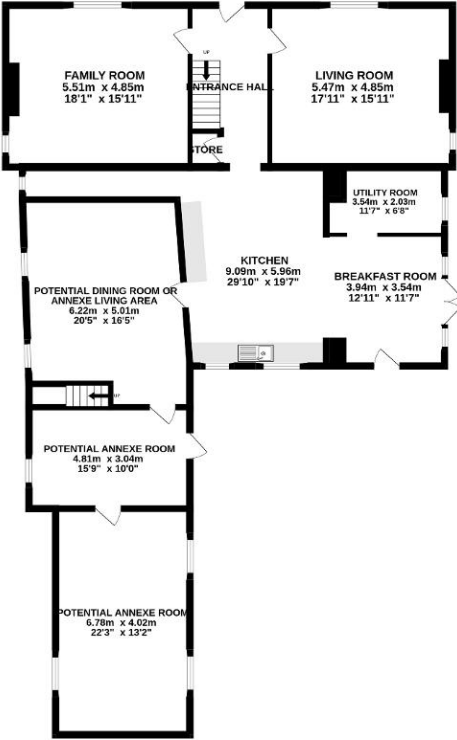 FAMILY ROOM
5.51m x 4.85m
18'1" x 15'11"
UP
ENTRANCE HALL
STORE
LIVING ROOM
5.47m x 4.85m
17'11" x 15'11"
UTILITY ROOM
3.54m x 2.03m
11'7" x 6'8"
KITCHEN
9.09m x 5.96m
29'10" x 19'7"
BREAKFAST ROOM
3.94m x 3.54m
12'11" x 11'7"
POTENTIAL DINING ROOM OR
ANNEXE LIVING AREA
6.22m x 5.01m
20'5" x 16'5"
UP
POTENTIAL ANNEXE ROOM
4.81m x 3.04m
15'9" x 10'0"
POTENTIAL ANNEXE ROOM
6.78m x 4.02m
22'3" x 13'2"